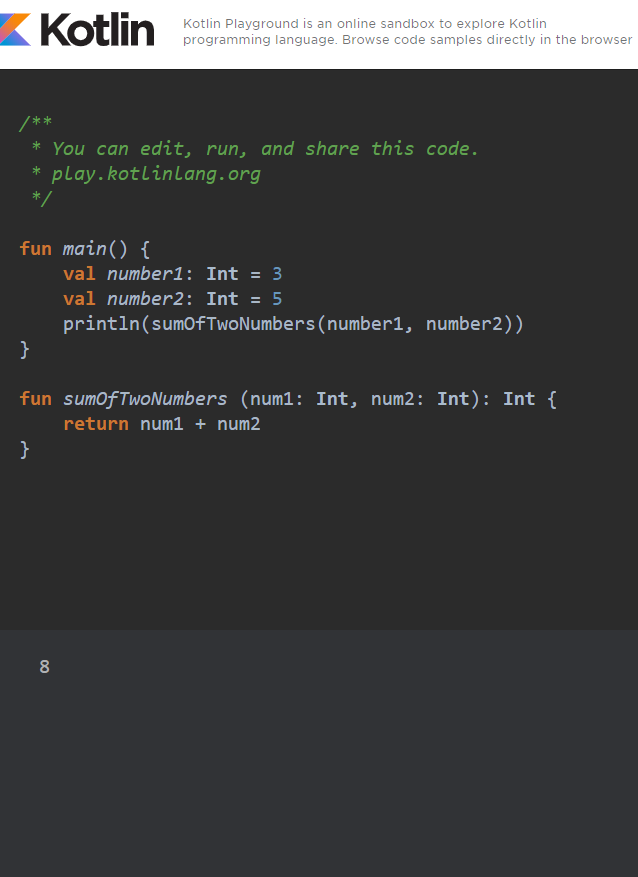 Kotlin
Kotlin Playground is an online sandbox to explore Kotlin
programming language. Browse code samples directly in the browser
/**
 * You can edit, run, and share this code.
 * play.kotlinlang.org
 */
fun main() {
    val number1: Int = 3
    val number2: Int = 5
    println(sumOfTwoNumbers(number1, number2))
}
fun sumOfTwoNumbers (num1: Int, num2: Int): Int {
    return num1 + num2
}
8